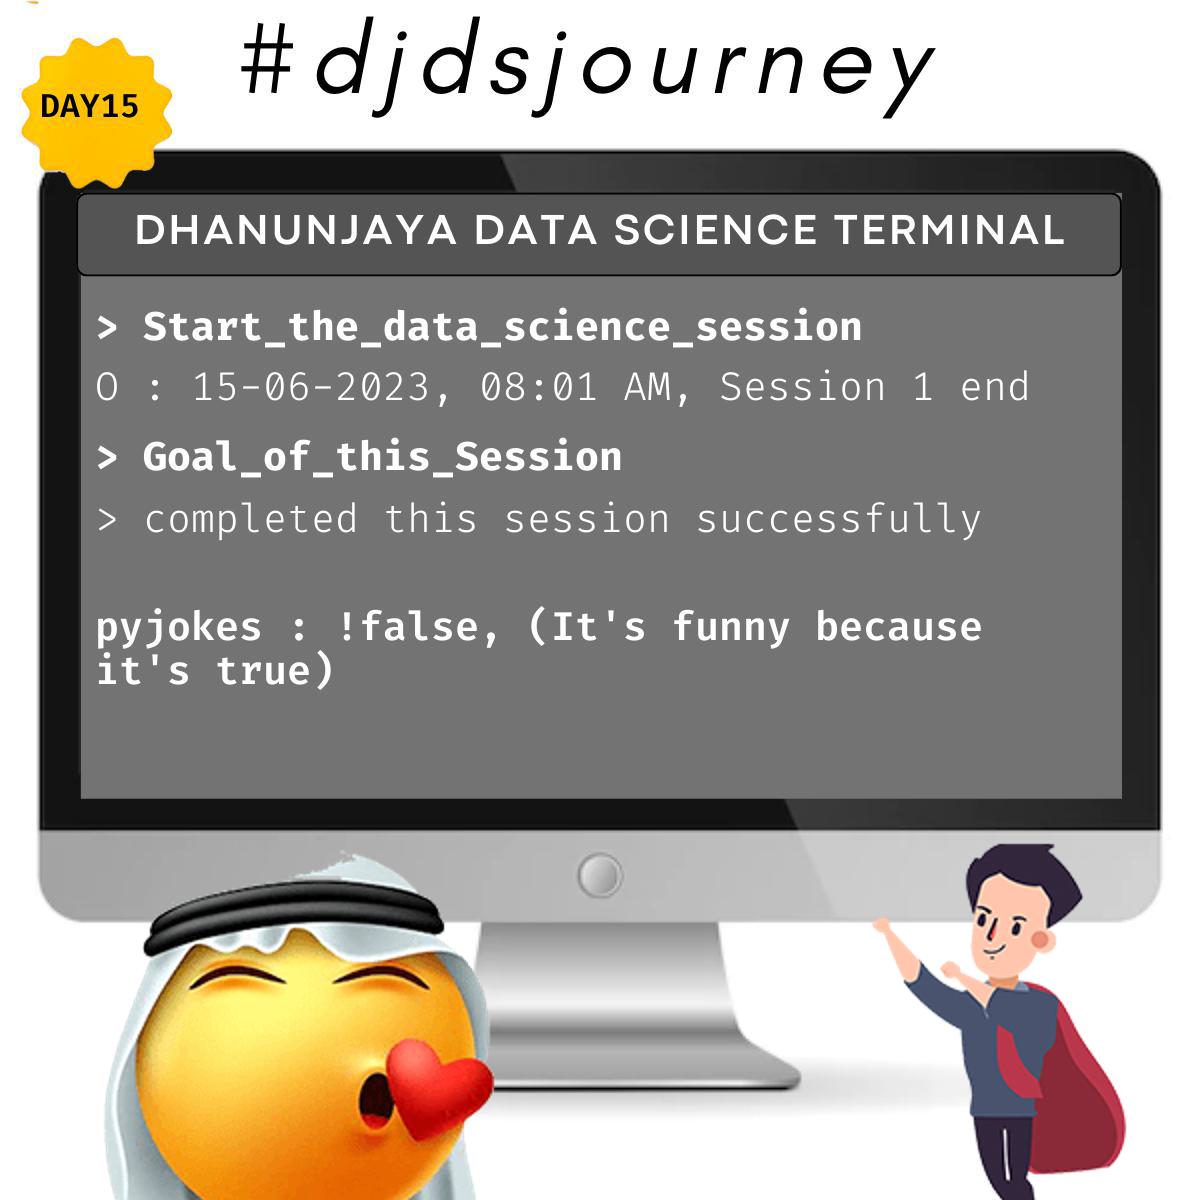 #djdsjourney
DAY15
DHANUNJAYA DATA SCIENCE TERMINAL
> Start_the_data_science_session
O : 15-06-2023, 08:01 AM, Session 1 end
> Goal_of_this_Session
> completed this session successfully
pyjokes : !false, (It's funny because
it's true)